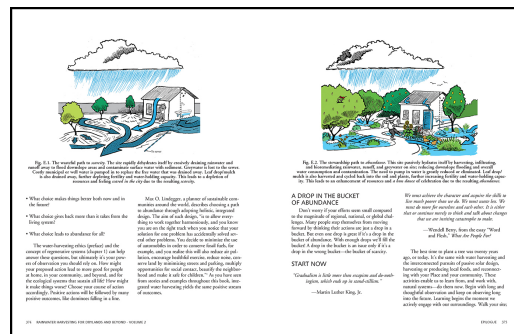 Fig. E.1. The wasteful path to scarcity. The site rapidly dehydrates itself by erosively draining rainwater and
runoff away to flood downslope areas and contaminate surface water with sediment. Greywater is lost to the sewer.
Costly municipal or well water is pumped in to replace the free water that was drained away. Leaf drop/mulch
is also drained away, further depleting fertility and water-holding capacity. This leads to a depletion of
resources and feeling cursed in the city due to the resulting scarcity.
• What choice makes things better both now and in
the future?
• What choice gives back more than it takes from the
living system?
• What choice leads to abundance for all?
The water-harvesting ethics (artefact) and the
concept of regenerative systems (chapter 1) can help
answer these questions, but ultimately it's your pow-
ers of observation you should rely on. How might
your proposed action lead to more good for people
at home, in your community, and beyond, and for
the ecological systems that sustain all life? How might
it make things worse? Choose your course of action
accordingly. Positive actions will be followed by many
positive outcomes, like dominoes falling in a line.
Max O. Lindegger, a planner of sustainable com-
munities around the world, describes choosing a path
to abundance through adopting holistic, integrated
design. The aim of such design, "is to allow every-
thing to work together harmoniously, and you know
you are on the right track when you notice that your
solution for one problem has accidentally solved sev-
eral other problems. You decide to minimize the use
of automobiles in order to conserve fossil fuels, for
example, and you realize this will also reduce air pol-
lution, encourage healthful exercise, reduce noise, con-
serve land by minimizing streets and parking, multiply
opportunities for social contact, beautify the neighbor-
hood and make it safe for children." As you have seen
from stories and examples throughout this book, inte-
grated water harvesting yields the same positive stream
of outcomes.
374 RAINWATER HARVESTING FOR DRYLANDS AND BEYOND • VOLUME 2
Fig. E.2. The stewardship path to abundance. This site passively hydrates itself by harvesting, infiltrating,
and bioremediating rainwater, runoff, and greywater on site; reducing downslope flooding and overall
water consumption and contamination. The need to pump in water is greatly reduced or eliminated. Leaf drop/
mulch is also harvested and cycled back into the soil and plants, further increasing fertility and water-holding capac-
ity. This leads to an enhancement of resources and a low choice of celebration due to the resulting abundance.
A DROP IN THE BUCKET
OF ABUNDANCE
Don't worry if your efforts seem small compared
to the magnitude of regional, national, or global chal-
lenges. Many people stop themselves from moving
forward by thinking their actions are just a drop in a
bucket. But even one drop is great if it's a drop in the
bucket of abundance. With enough drops we'll fill the
bucket! A drop in the bucket is an issue only if it's a
drop in the wrong bucket—the bucket of scarcity.
START NOW
"Gradualism is little more than escapism and do-noth-
ingism, which ends up in stand-stillism."
—Martin Luther King, Jr.
We must achieve the character and acquire the skills to
live much poorer than we do. We must waste less. We
must do more for ourselves and each other. It is either
that or continue merely to think and talk about changes
that we are inviting catastrophe to make.
—Wendell Berry, from the essay "Word
and Flesh," What Are People For?
The best time to plant a tree was twenty years
ago, or today. It's the same with water harvesting and
the interconnected pursuits of passive solar design,
harvesting or producing local foods, and reconnect-
ing with your Place and your community. These
activities enable us to learn from, and work with,
natural systems—do them now. Begin with long and
thoughtful observation and keep on observing long
into the future. Learning begins the moment we
actively engage with our surroundings. Walk your site;
EPILOGUE 375